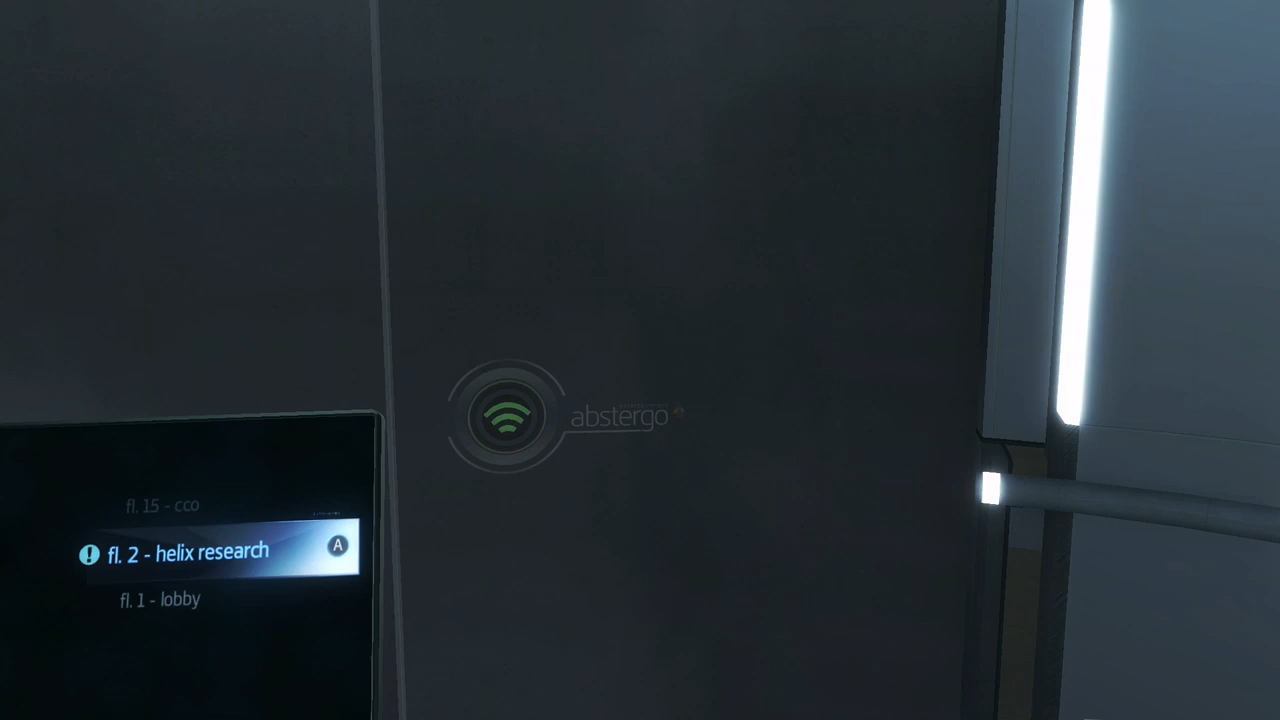 abstergo
fl. 15 - cco
! fl. 2 - helix research A
fl. 1 - lobby